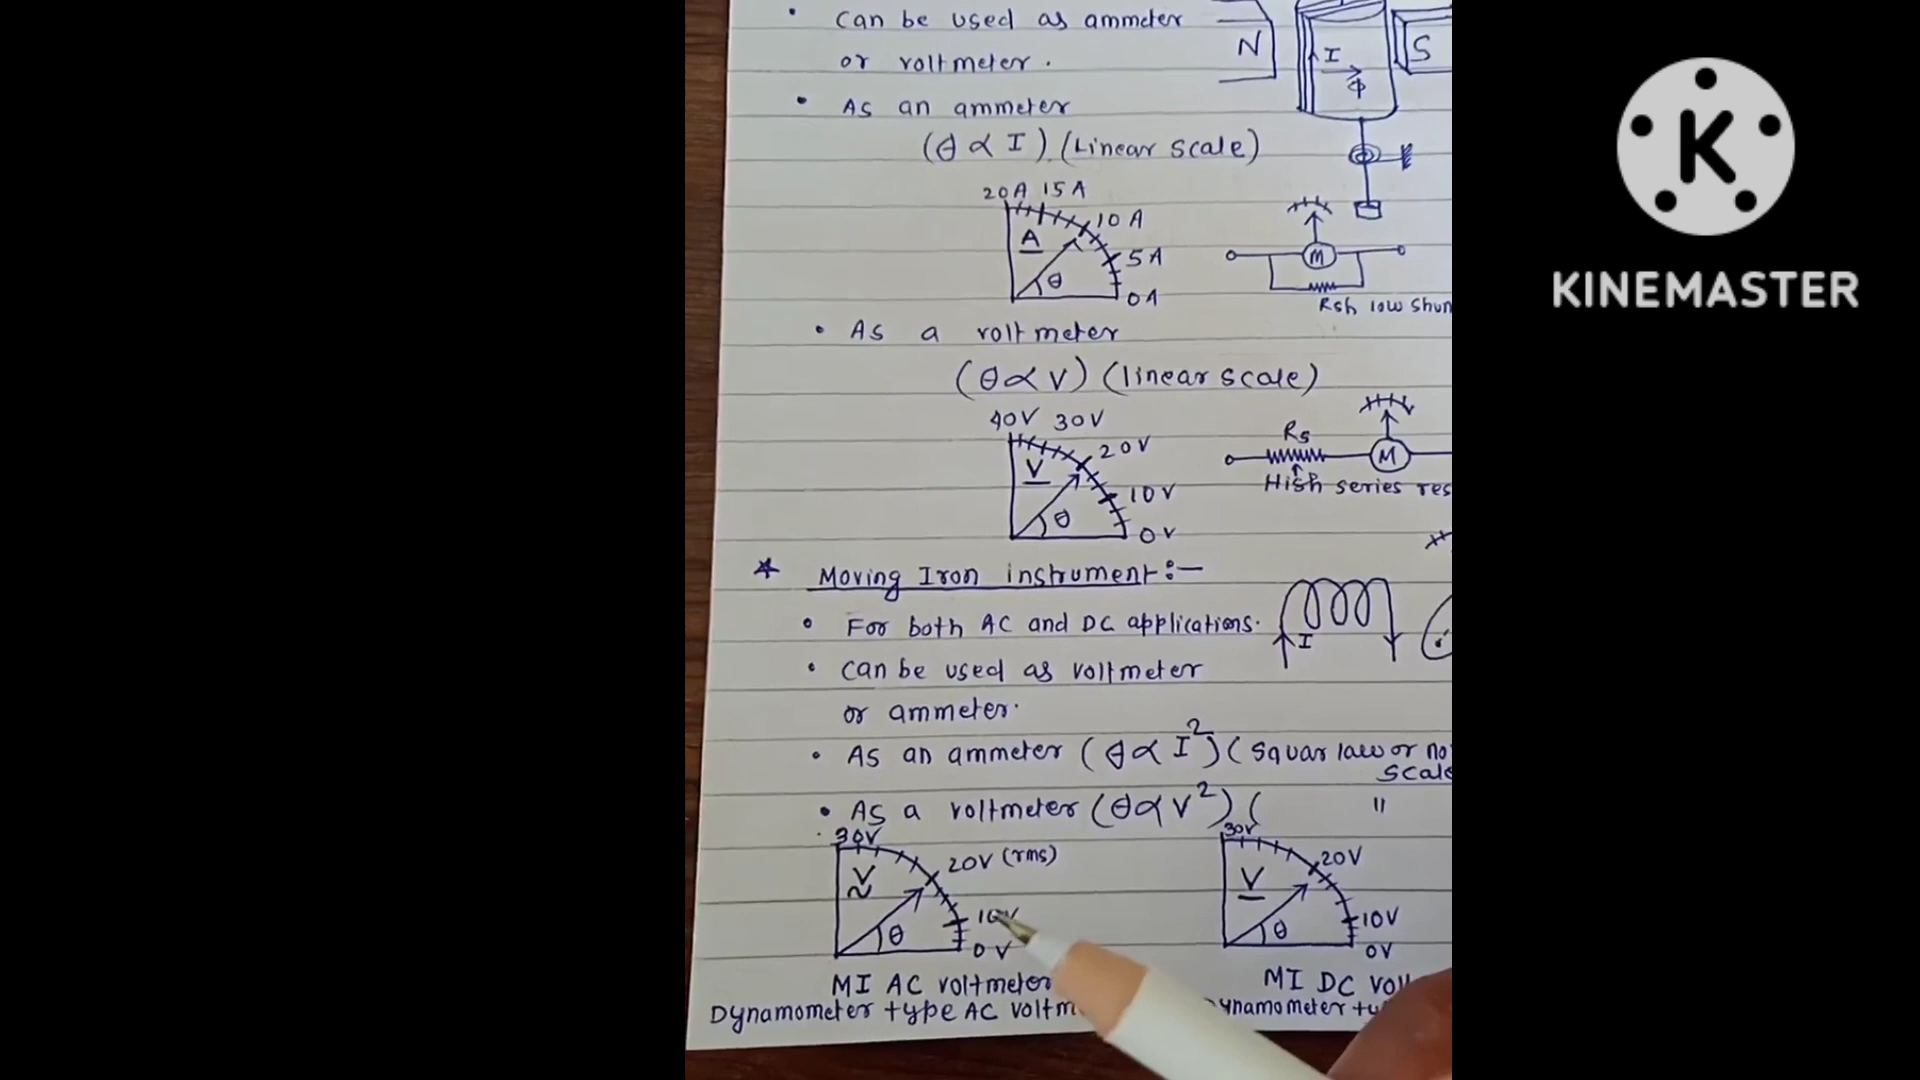 • can be used as ammeter
or voltmeter.
N
I
Φ
S
• As an ammeter
(θ ∝ I) (Linear scale)
20A 15A
10 A
A
5A
θ
0A
M
Rsh low shun
• As a voltmeter
(θ ∝ V) (linear scale)
40V 30V
20V
V
10V
θ
0V
Rs
M
High series res
* Moving Iron instrument:—
• For both AC and DC applications.
I
• can be used as voltmeter
or ammeter.
• As an ammeter (θ ∝ I²) (squar law or no
scale
• As a voltmeter (θ ∝ V²) ( "
30V
20V (rms)
V
~
10V
θ
0V
MI AC voltmeter
Dynamometer type AC voltm
30V
20V
V
10V
θ
0V
MI DC vol
ynamometer ty
K
KINEMASTER